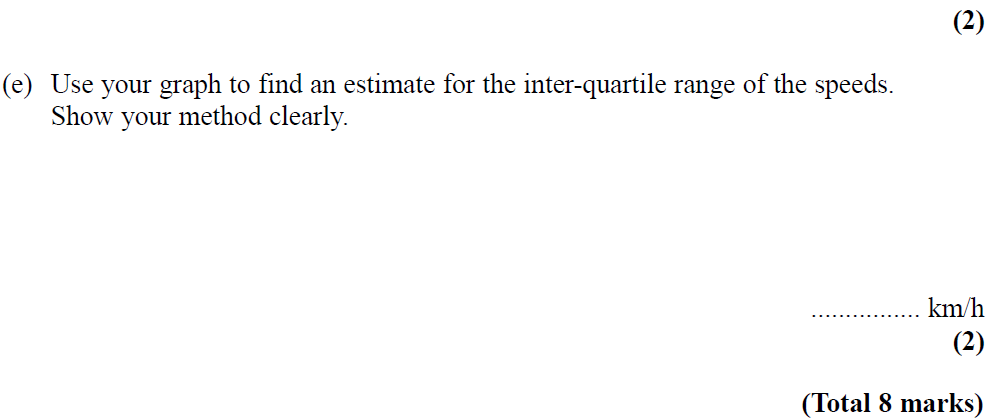 (2)
(e) Use your graph to find an estimate for the inter-quartile range of the speeds.
Show your method clearly.
................ km/h
(2)
(Total 8 marks)